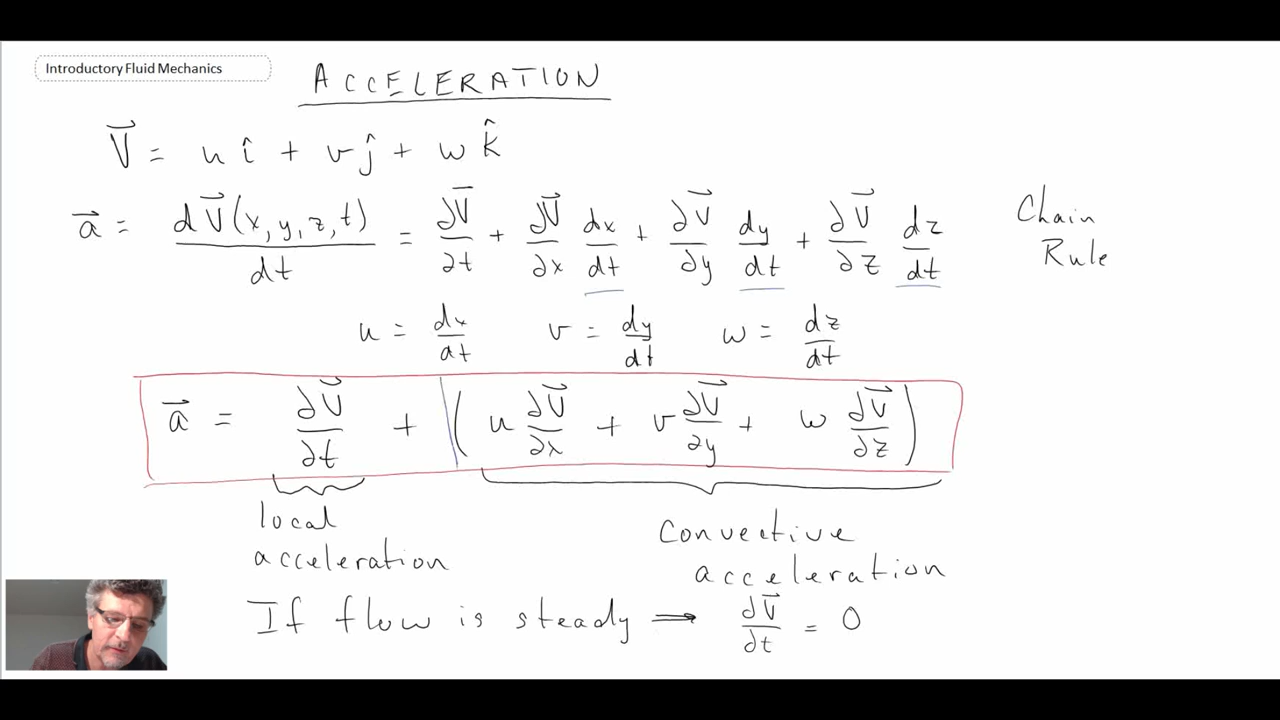 Introductory Fluid Mechanics
ACCELERATION
V⃗ = u î + v ĵ + w k̂
a⃗ = dV⃗(x, y, z, t)/dt = ∂V⃗/∂t + ∂V⃗/∂x dx/dt + ∂V⃗/∂y dy/dt + ∂V⃗/∂z dz/dt Chain Rule
u = dx/dt v = dy/dt w = dz/dt
a⃗ = ∂V⃗/∂t + (u ∂V⃗/∂x + v ∂V⃗/∂y + w ∂V⃗/∂z)
local acceleration
Convective acceleration
If flow is steady → ∂V⃗/∂t = 0